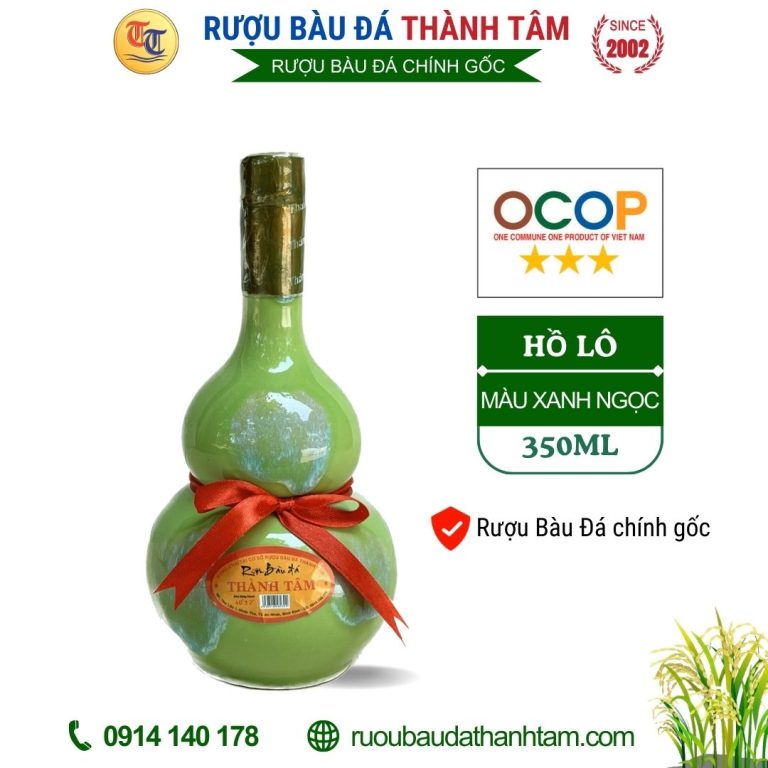 TT
RƯỢU BÀU ĐÁ THÀNH TÂM
RƯỢU BÀU ĐÁ CHÍNH GỐC
SINCE
2002
OCOP
ONE COMMUNE ONE PRODUCT OF VIET NAM
HỒ LÔ
MÀU XANH NGỌC
350ML
Rượu Bàu Đá chính gốc
Rượu Bàu đá
THÀNH TÂM
0914 140 178
ruoubaudathanhtam.com